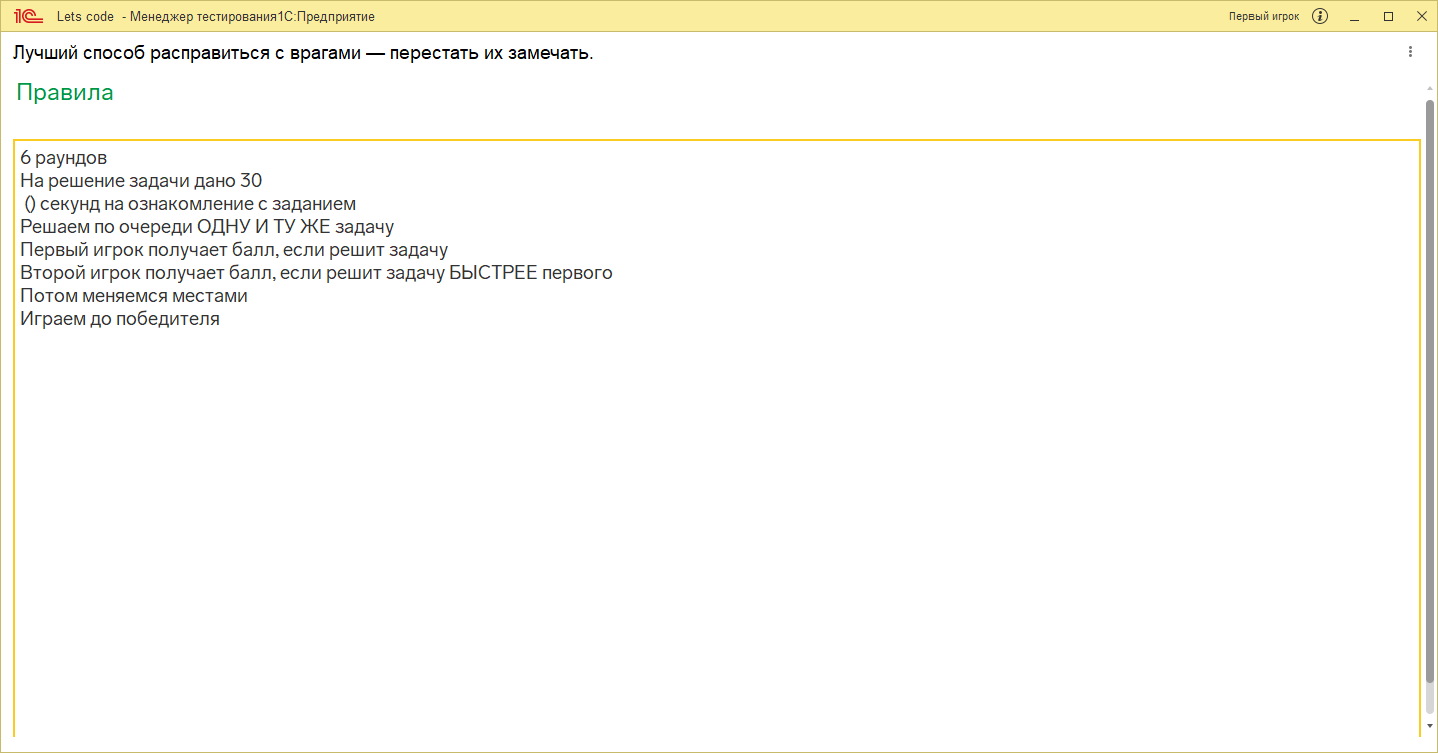 1С Lets code - Менеджер тестирования1С:Предприятие Первый игрок
Лучший способ расправиться с врагами — перестать их замечать.
Правила
6 раундов
На решение задачи дано 30
() секунд на ознакомление с заданием
Решаем по очереди ОДНУ И ТУ ЖЕ задачу
Первый игрок получает балл, если решит задачу
Второй игрок получает балл, если решит задачу БЫСТРЕЕ первого
Потом меняемся местами
Играем до победителя